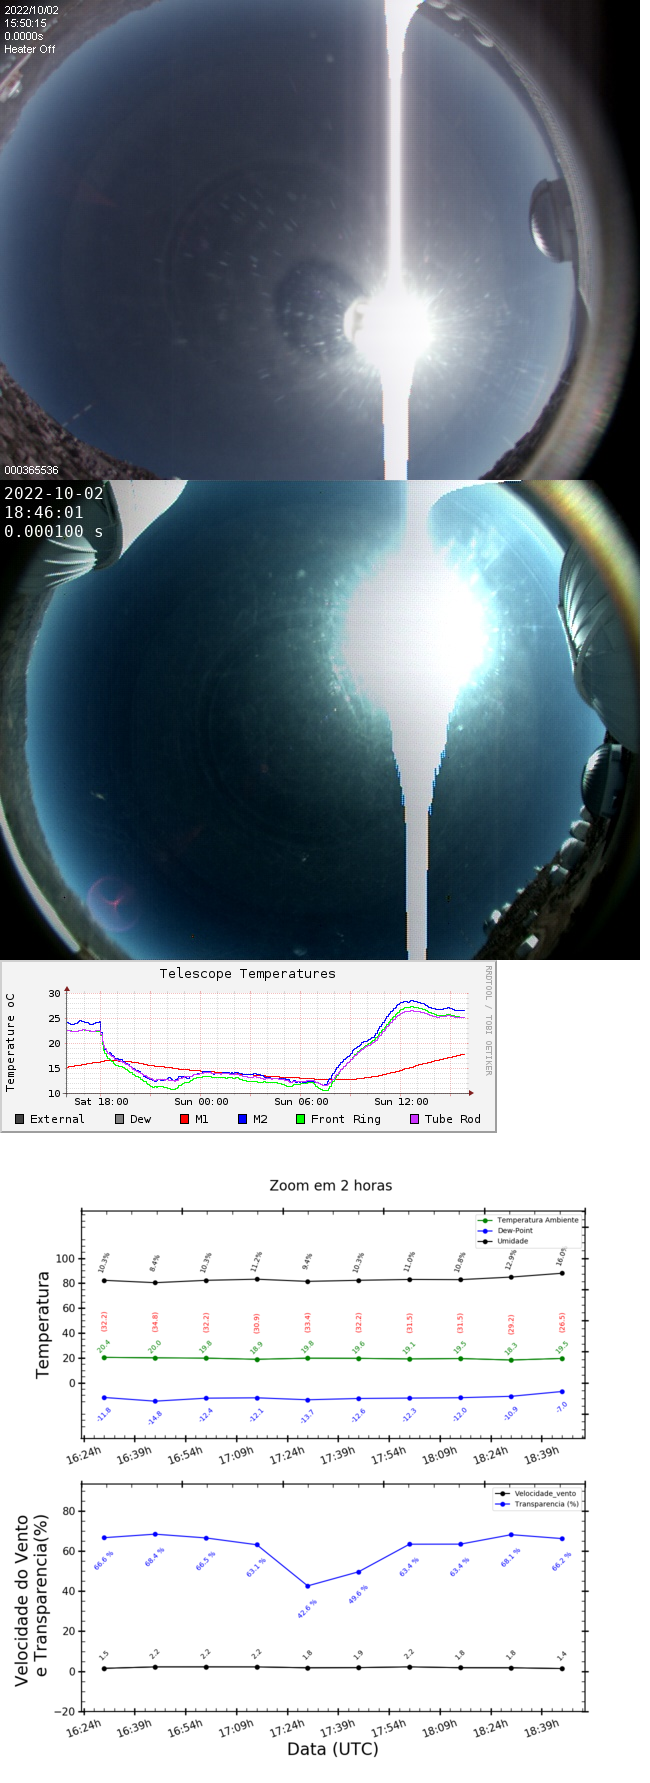 2022/10/02
15:50:15
0.0000s
Heater Off
000365536
2022-10-02
18:46:01
0.000100 s
Telescope Temperatures
RRDTOOL / TOBI OETIKER
Temperature oC
30
25
20
15
10
Sat 18:00 Sun 00:00 Sun 06:00 Sun 12:00
External Dew M1 M2 Front Ring Tube Rod
Zoom em 2 horas
Temperatura Ambiente
Dew-Point
Umidade
Temperatura
100
80
60
40
20
0
10.3% 8.4% 10.3% 11.2% 9.4% 10.3% 11.0% 10.8% 12.9% 16.0%
(32.2) (34.8) (32.2) (30.9) (33.4) (32.2) (31.5) (31.5) (29.2) (26.5)
20.4 20.0 19.8 18.9 19.8 19.6 19.1 19.5 18.3 19.5
-11.8 -14.8 -12.4 -12.1 -13.7 -12.6 -12.3 -12.0 -10.9 -7.0
16:24h 16:39h 16:54h 17:09h 17:24h 17:39h 17:54h 18:09h 18:24h 18:39h
Velocidade_vento
Transparencia (%)
Velocidade do Vento
e Transparencia(%)
80
60
40
20
0
−20
66.6 % 68.4 % 66.5 % 63.1 % 42.6 % 49.6 % 63.4 % 63.4 % 68.1 % 66.2 %
1.5 2.2 2.2 2.2 1.8 1.9 2.2 1.8 1.8 1.4
16:24h 16:39h 16:54h 17:09h 17:24h 17:39h 17:54h 18:09h 18:24h 18:39h
Data (UTC)